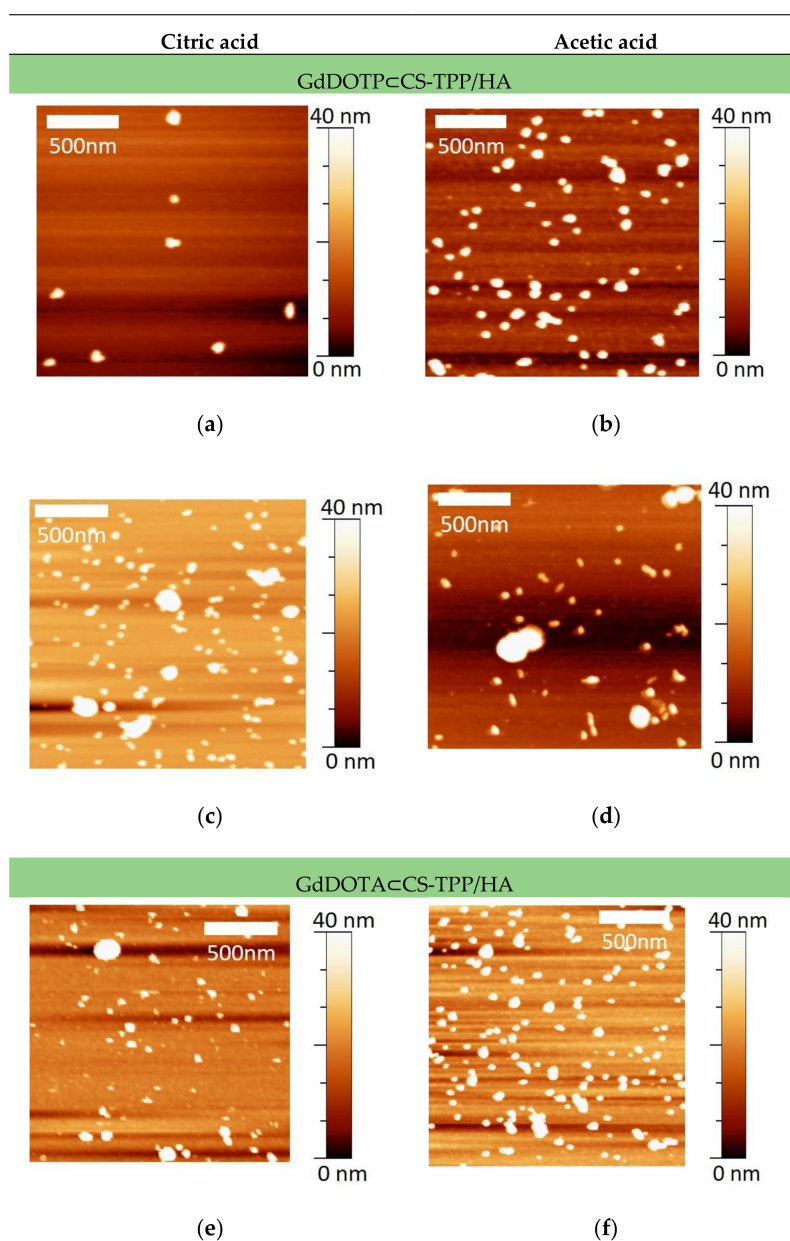 Citric acid Acetic acid
GdDOTP⊂CS-TPP/HA
500nm 40 nm 0 nm 500nm 40 nm 0 nm
(a) (b)
500nm 40 nm 0 nm 500nm 40 nm 0 nm
(c) (d)
GdDOTA⊂CS-TPP/HA
500nm 40 nm 0 nm 500nm 40 nm 0 nm
(e) (f)